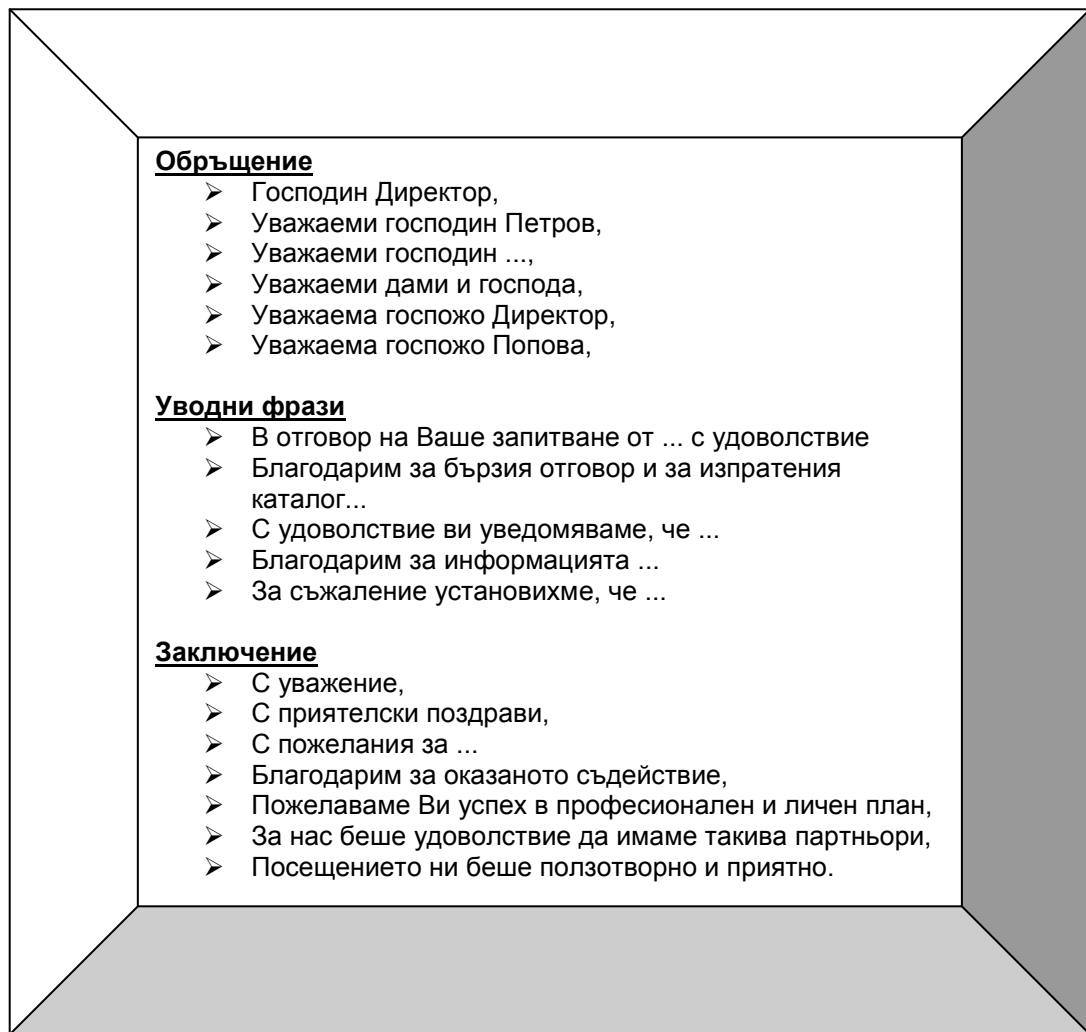 Обръщение
➢ Господин Директор,
➢ Уважаеми господин Петров,
➢ Уважаеми господин ...,
➢ Уважаеми дами и господа,
➢ Уважаема госпожо Директор,
➢ Уважаема госпожо Попова,
Уводни фрази
➢ В отговор на Ваше запитване от ... с удоволствие
➢ Благодарим за бързия отговор и за изпратения
каталог...
➢ С удоволствие ви уведомяваме, че ...
➢ Благодарим за информацията ...
➢ За съжаление установихме, че ...
Заключение
➢ С уважение,
➢ С приятелски поздрави,
➢ С пожелания за ...
➢ Благодарим за оказаното съдействие,
➢ Пожелаваме Ви успех в професионален и личен план,
➢ За нас беше удоволствие да имаме такива партньори,
➢ Посещението ни беше ползотворно и приятно.